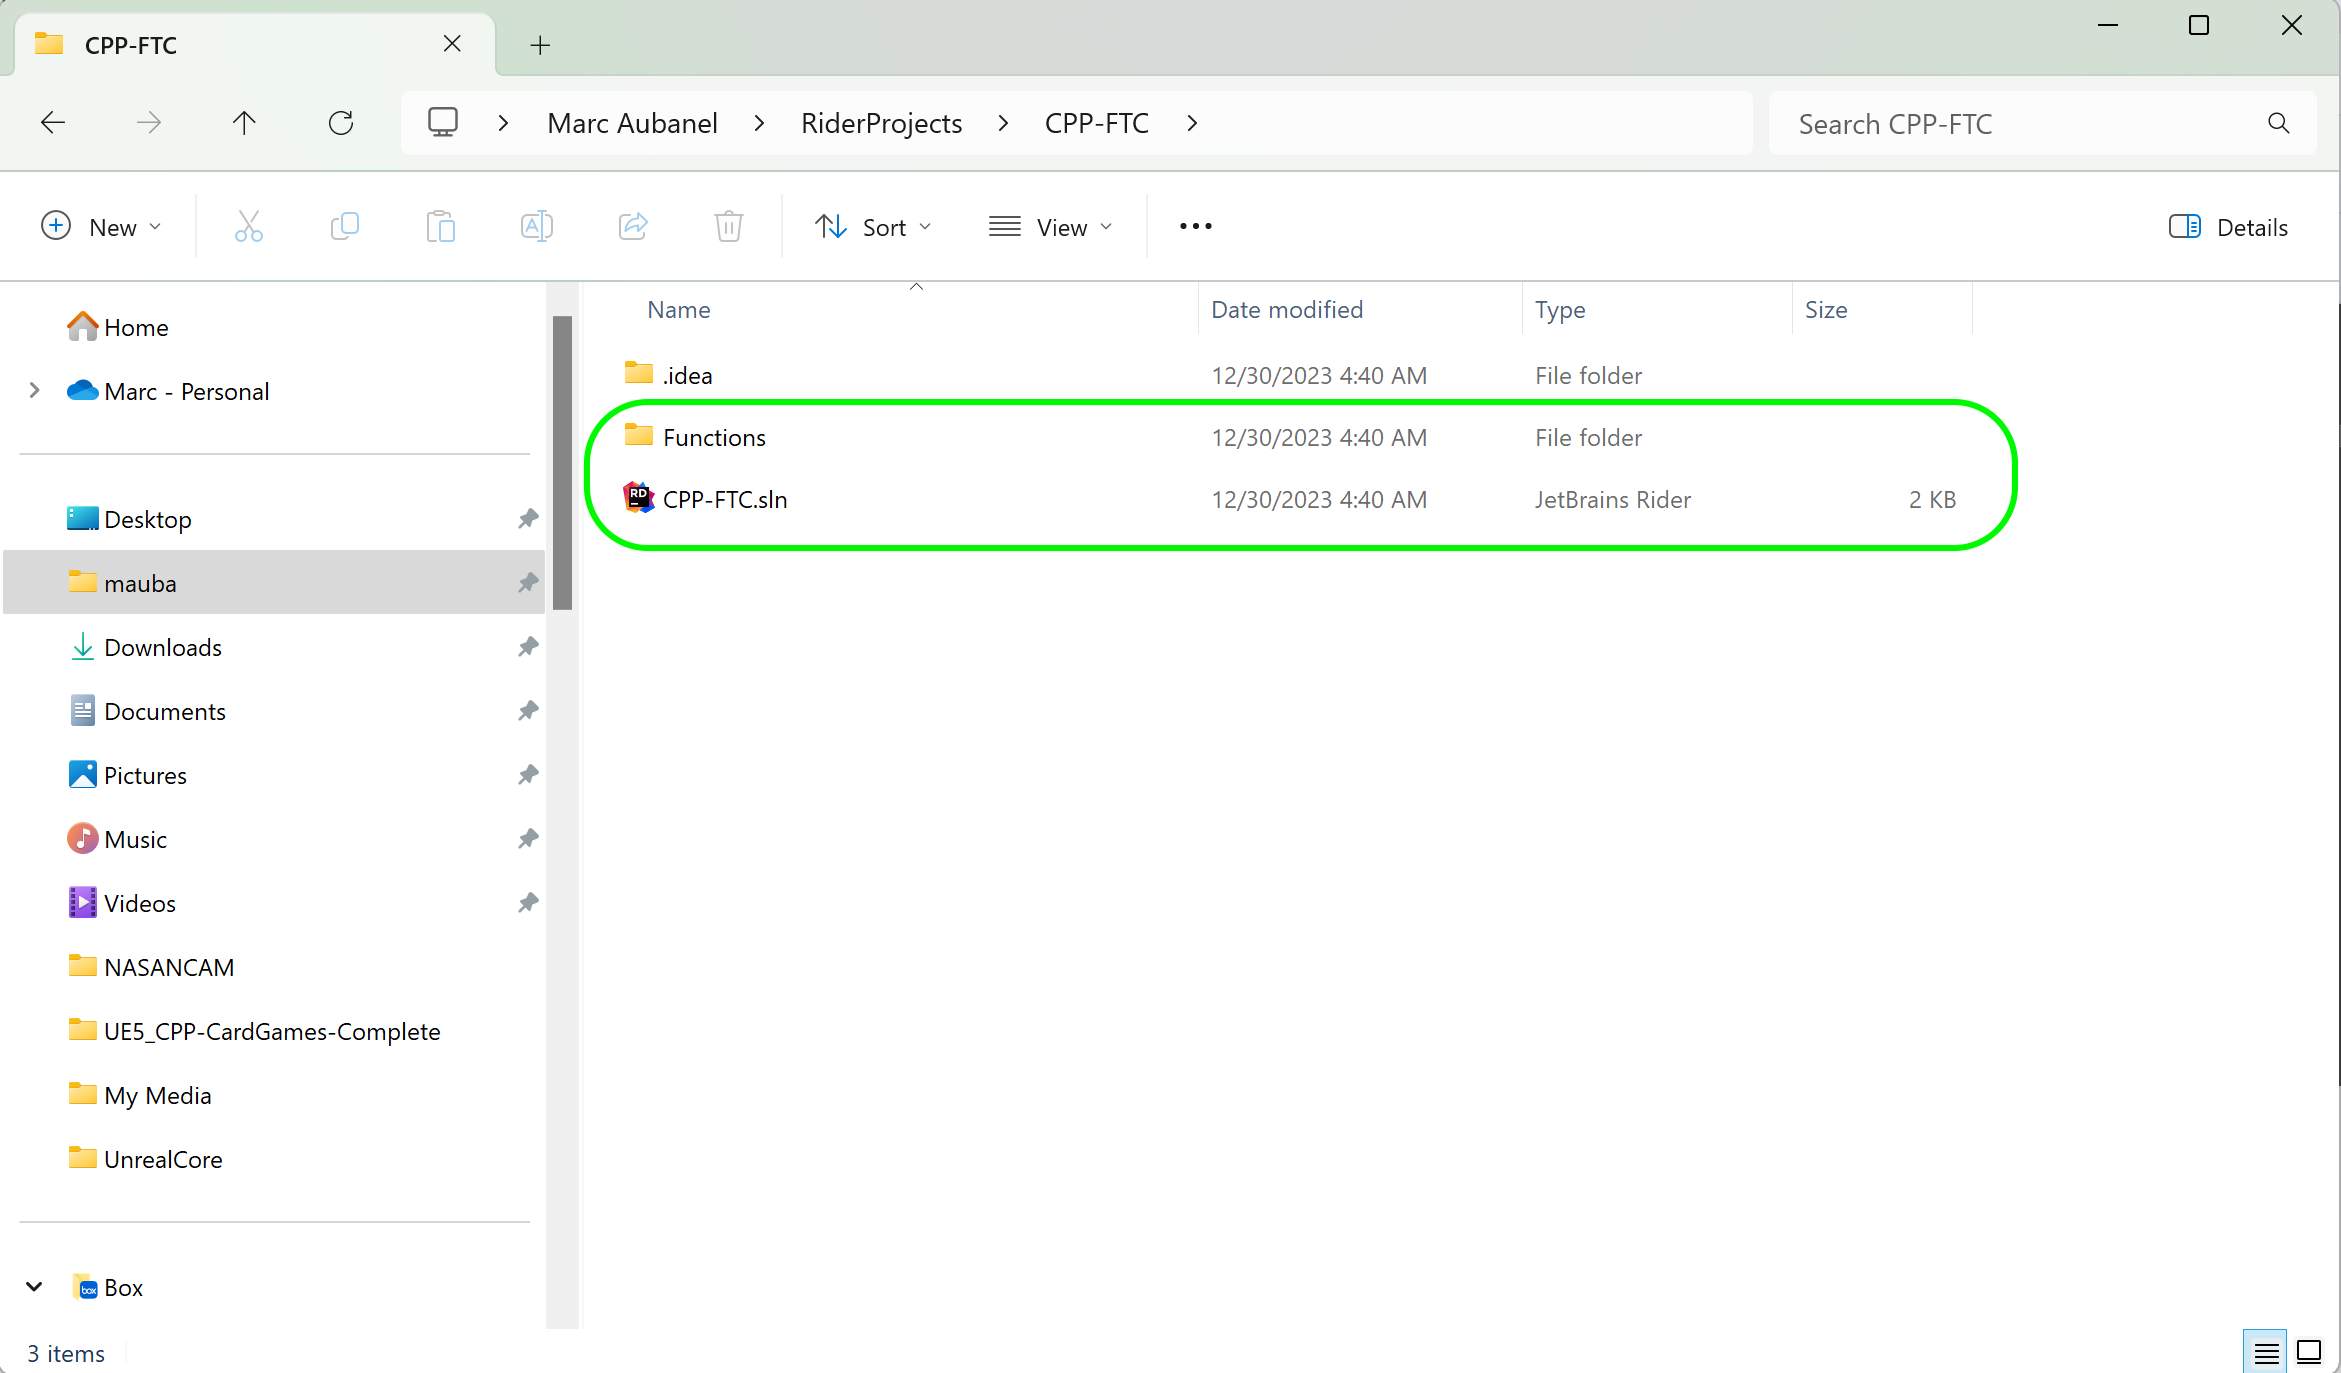 CPP-FTC
Marc Aubanel RiderProjects CPP-FTC
Search CPP-FTC
New Sort View Details
Name Date modified Type Size
.idea 12/30/2023 4:40 AM File folder
Functions 12/30/2023 4:40 AM File folder
CPP-FTC.sln 12/30/2023 4:40 AM JetBrains Rider 2 KB
Home
Marc - Personal
Desktop
mauba
Downloads
Documents
Pictures
Music
Videos
NASANCAM
UE5_CPP-CardGames-Complete
My Media
UnrealCore
Box
3 items